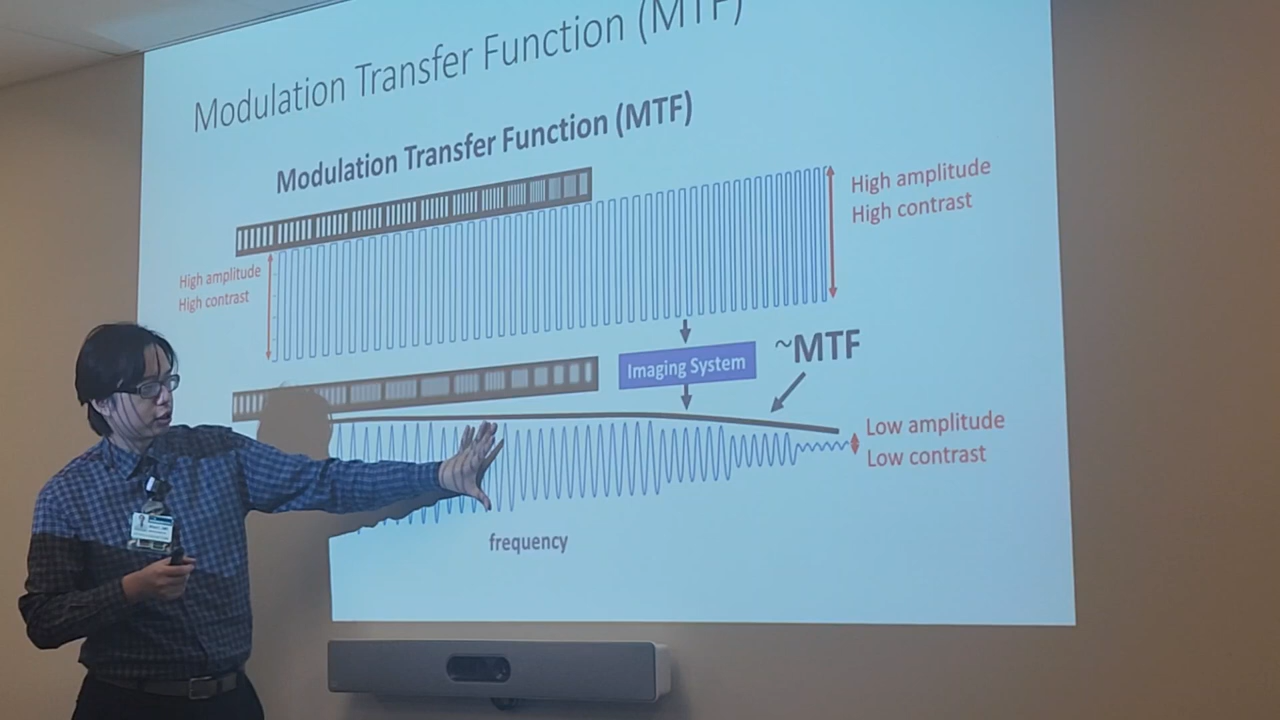 Modulation Transfer Function (MTF)
Modulation Transfer Function (MTF)
High amplitude
High contrast
High amplitude
High contrast
Imaging System
~MTF
Low amplitude
Low contrast
frequency